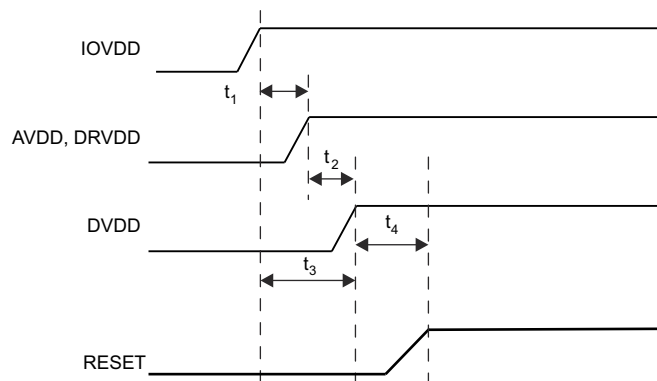 IOVDD
t1
AVDD, DRVDD
t2
DVDD
t4
t3
RESET